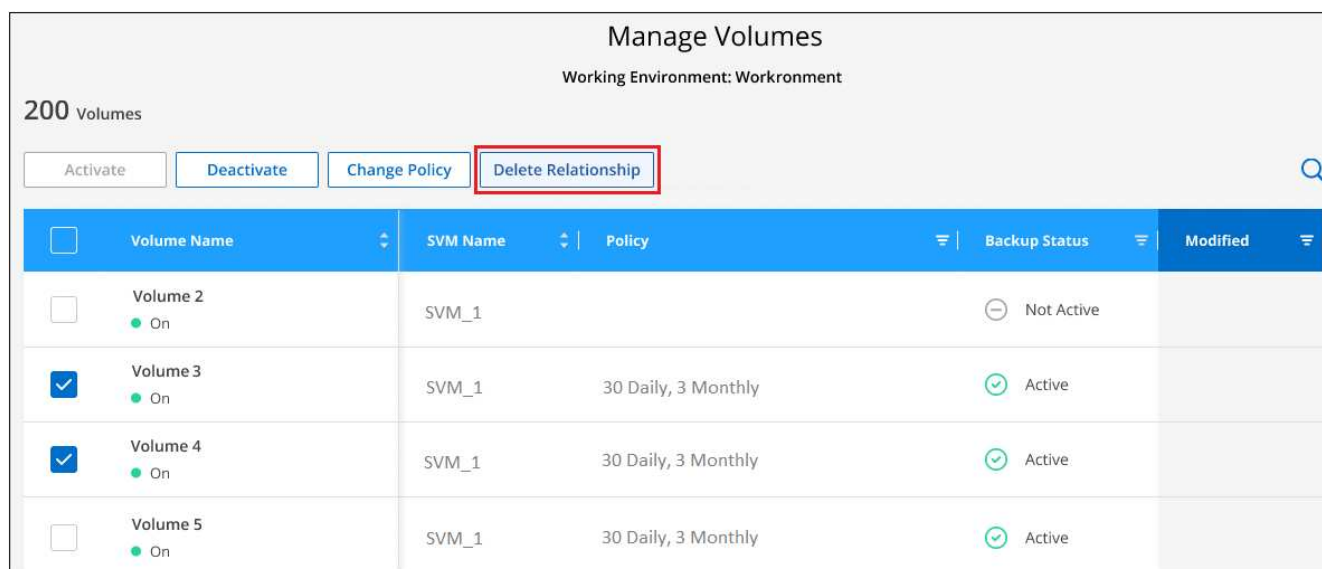 Manage Volumes
Working Environment: Workronment
200 Volumes
Activate Deactivate Change Policy Delete Relationship
Volume Name SVM Name Policy Backup Status Modified
Volume 2
On
SVM_1 Not Active
Volume 3
On
SVM_1 30 Daily, 3 Monthly Active
Volume 4
On
SVM_1 30 Daily, 3 Monthly Active
Volume 5
On
SVM_1 30 Daily, 3 Monthly Active